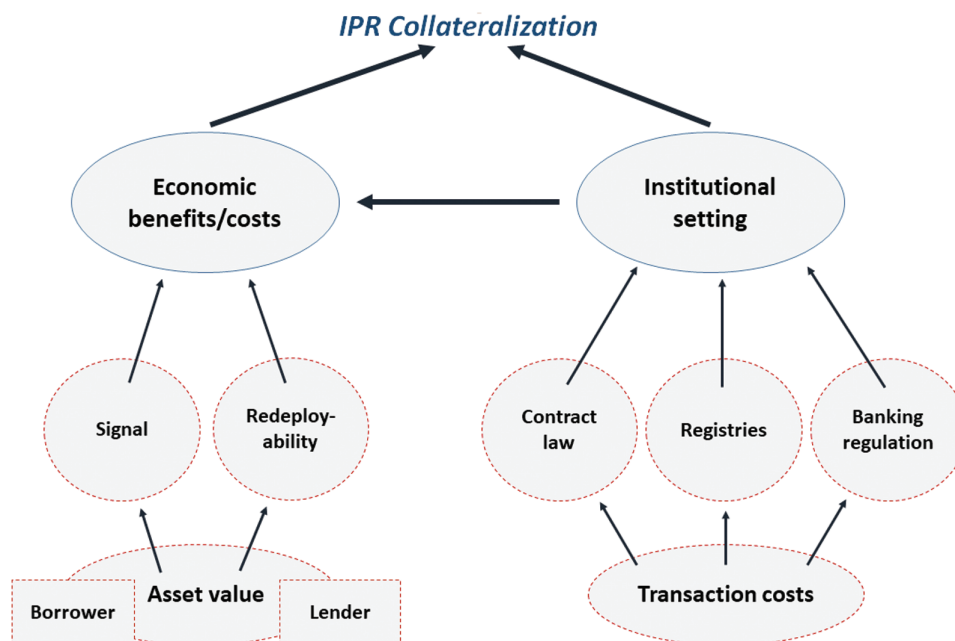 IPR Collateralization
Economic
benefits/costs
Institutional
setting
Signal
Redeploy-
ability
Contract
law
Registries
Banking
regulation
Asset value
Borrower
Lender
Transaction costs